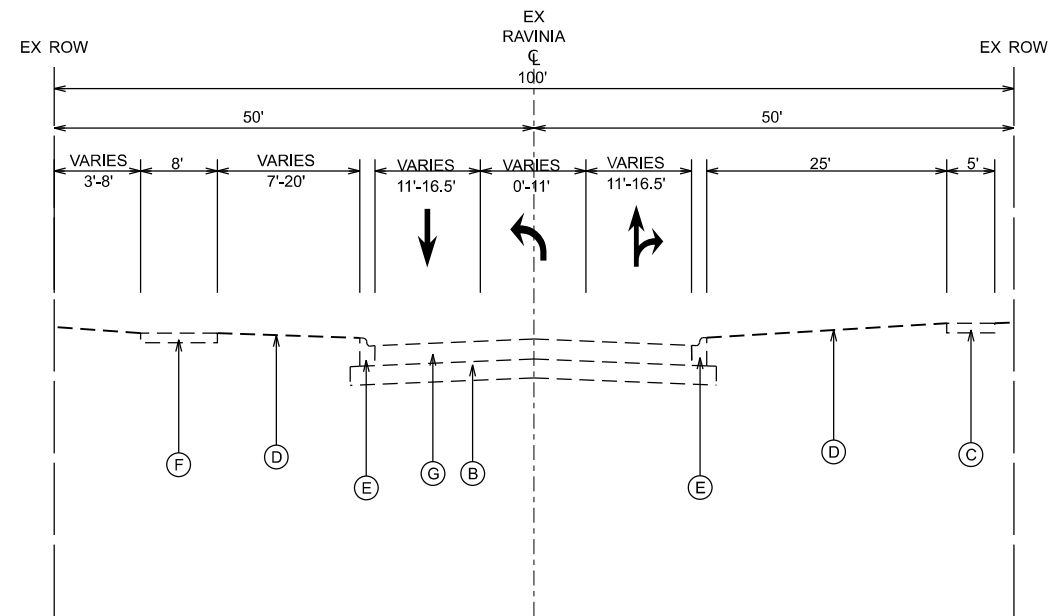 EX
RAVINIA
℄
EX ROW
EX ROW
100'
50'
50'
VARIES
3'-8'
8'
VARIES
7'-20'
VARIES
11'-16.5'
VARIES
0'-11'
VARIES
11'-16.5'
25'
5'
F
D
E
G
B
E
D
C